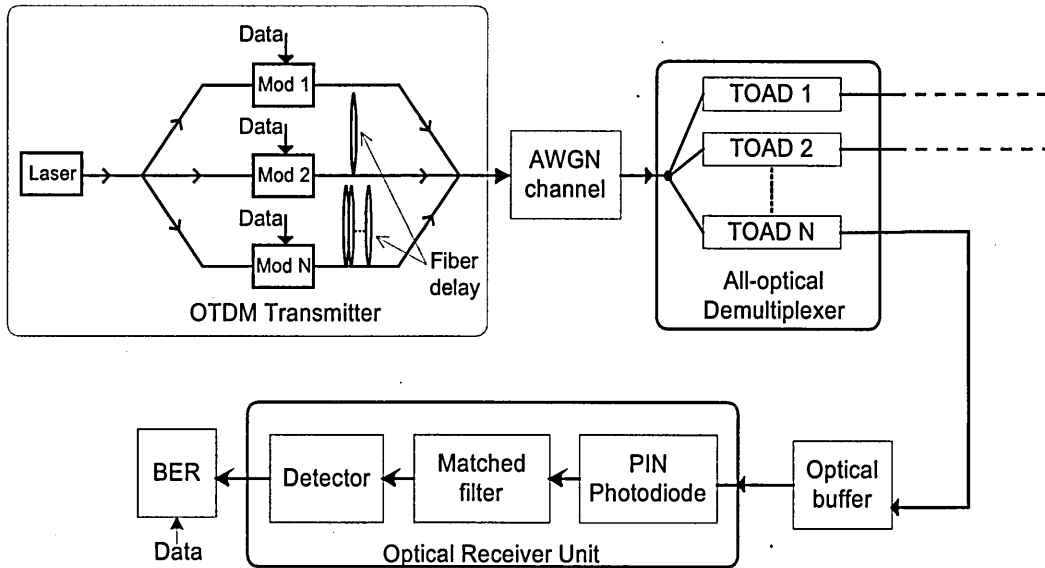 Data
Mod 1
Data
Laser
Mod 2
Data
Mod N
Fiber
delay
OTDM Transmitter
AWGN
channel
TOAD 1
TOAD 2
TOAD N
All-optical
Demultiplexer
BER
Data
Detector
Matched
filter
PIN
Photodiode
Optical Receiver Unit
Optical
buffer